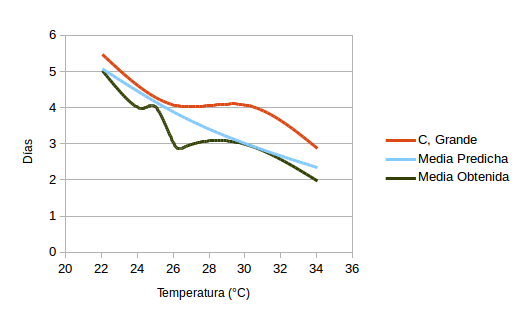 6
5
4
3
2
1
0
Días
20 22 24 26 28 30 32 34 36
Temperatura (°C)
C, Grande
Media Predicha
Media Obtenida